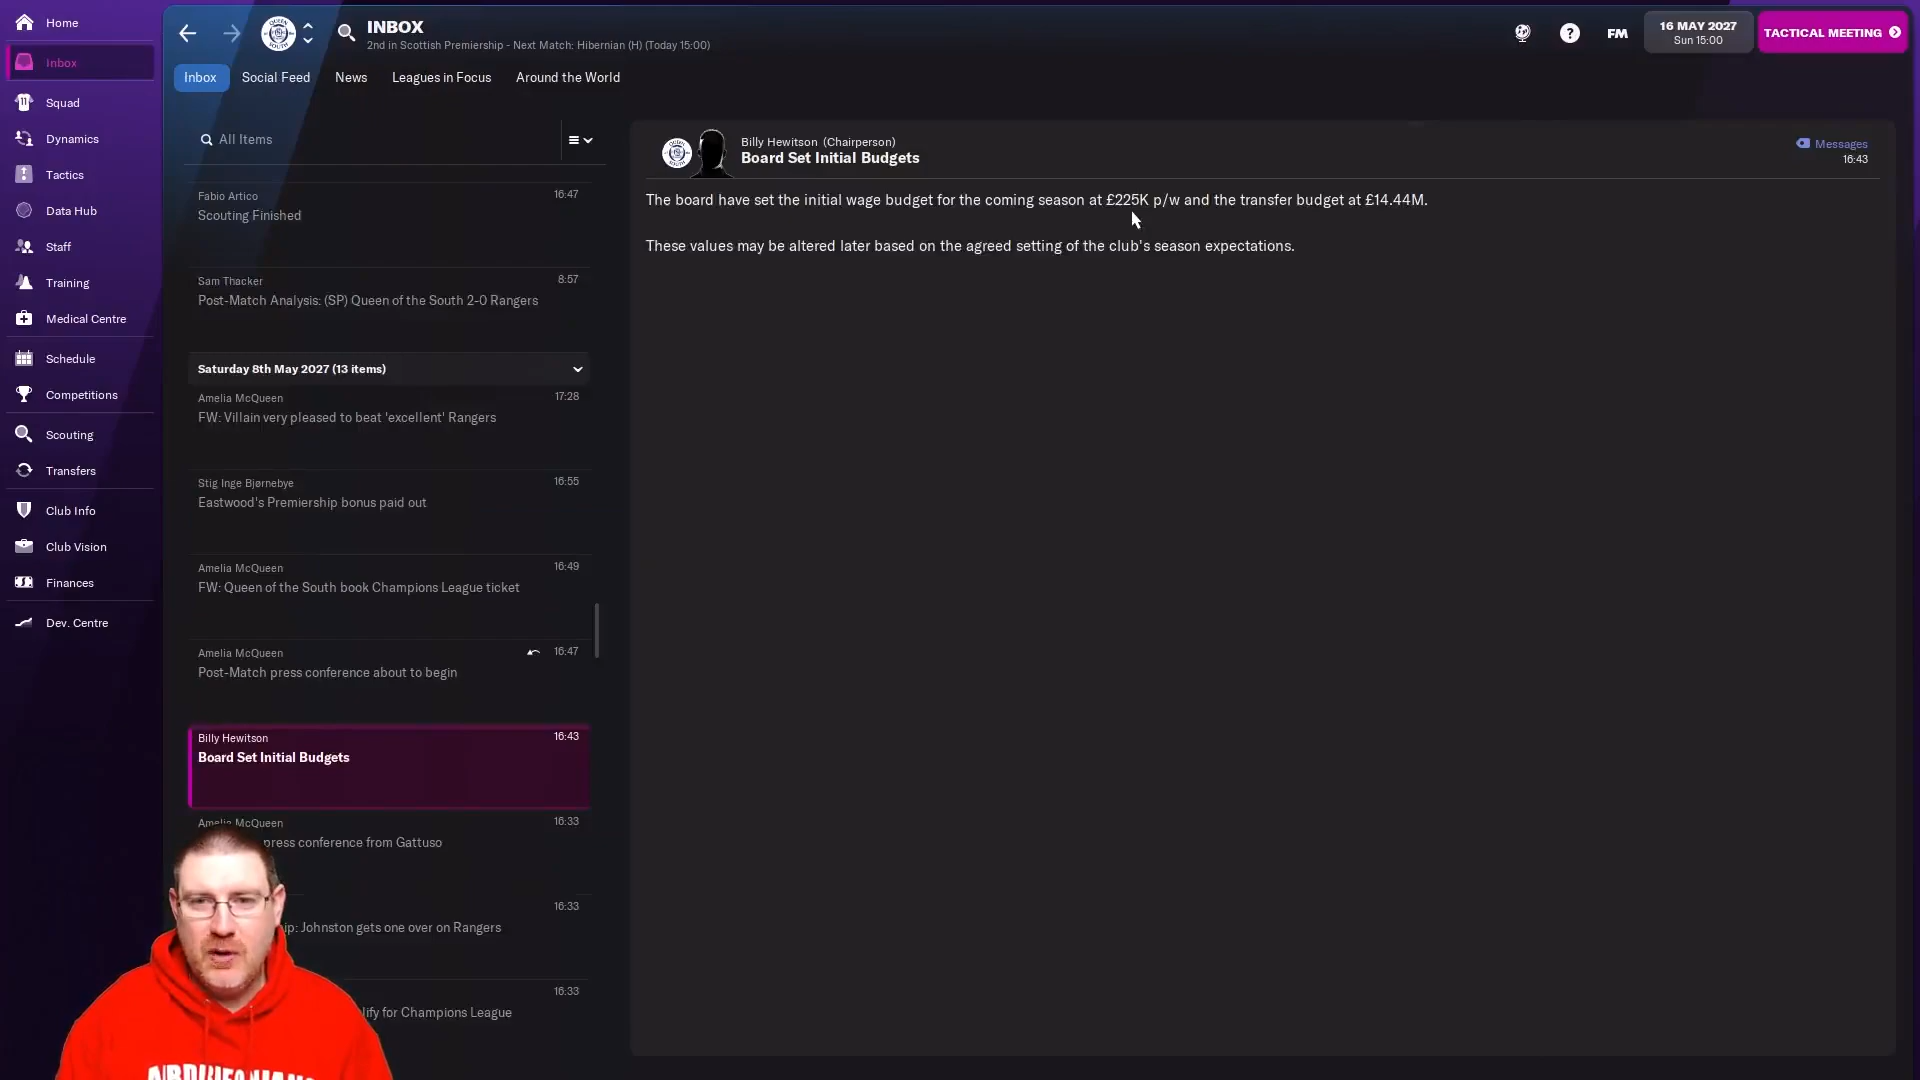 Home
Inbox
Squad
Dynamics
Tactics
Data Hub
Staff
Training
Medical Centre
Schedule
Competitions
Scouting
Transfers
Club Info
Club Vision
Finances
Dev. Centre
INBOX
2nd in Scottish Premiership - Next Match: Hibernian (H) (Today 15:00)
FM
16 MAY 2027
Sun 15:00
TACTICAL MEETING
Inbox Social Feed News Leagues in Focus Around the World
All Items
Fabio Artico 16:47
Scouting Finished
Sam Thacker 8:57
Post-Match Analysis: (SP) Queen of the South 2-0 Rangers
Saturday 8th May 2027 (13 items)
Amelia McQueen 17:28
FW: Villain very pleased to beat 'excellent' Rangers
Stig Inge Bjørnebye 16:55
Eastwood's Premiership bonus paid out
Amelia McQueen 16:49
FW: Queen of the South book Champions League ticket
Amelia McQueen 16:47
Post-Match press conference about to begin
Billy Hewitson 16:43
Board Set Initial Budgets
Amelia McQueen 16:33
press conference from Gattuso
16:33
ip: Johnston gets one over on Rangers
16:33
lify for Champions League
Billy Hewitson (Chairperson)
Board Set Initial Budgets
Messages
16:43
The board have set the initial wage budget for the coming season at £225K p/w and the transfer budget at £14.44M.
These values may be altered later based on the agreed setting of the club's season expectations.